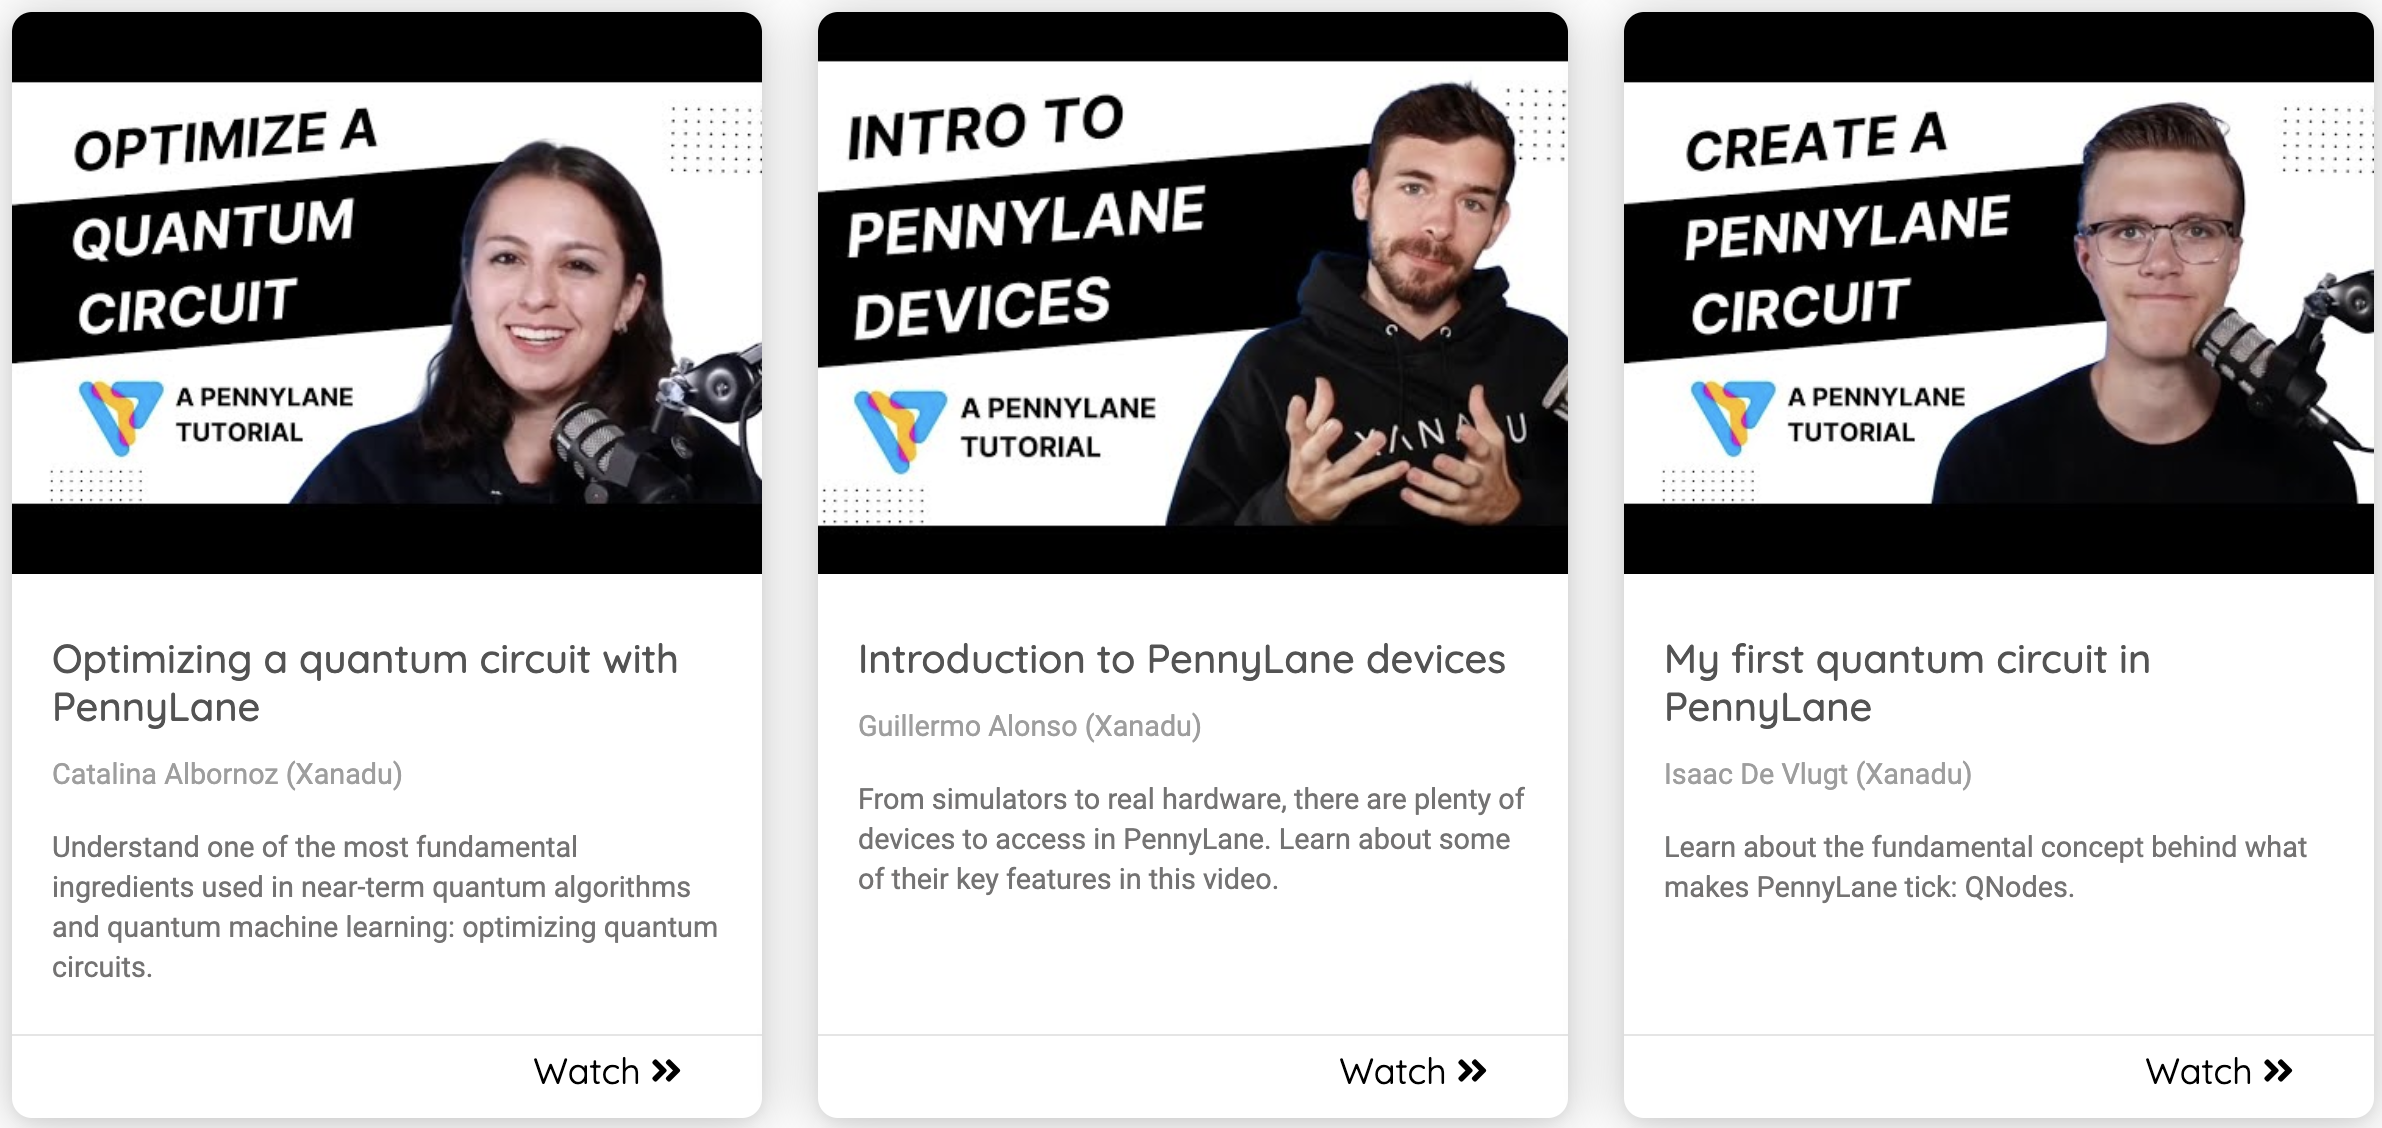 OPTIMIZE A
QUANTUM
CIRCUIT
A PENNYLANE
TUTORIAL
Optimizing a quantum circuit with
PennyLane
Catalina Albornoz (Xanadu)
Understand one of the most fundamental
ingredients used in near-term quantum algorithms
and quantum machine learning: optimizing quantum
circuits.
Watch »
INTRO TO
PENNYLANE
DEVICES
A PENNYLANE
TUTORIAL
XANADU
Introduction to PennyLane devices
Guillermo Alonso (Xanadu)
From simulators to real hardware, there are plenty of
devices to access in PennyLane. Learn about some
of their key features in this video.
Watch »
CREATE A
PENNYLANE
CIRCUIT
A PENNYLANE
TUTORIAL
My first quantum circuit in
PennyLane
Isaac De Vlugt (Xanadu)
Learn about the fundamental concept behind what
makes PennyLane tick: QNodes.
Watch »